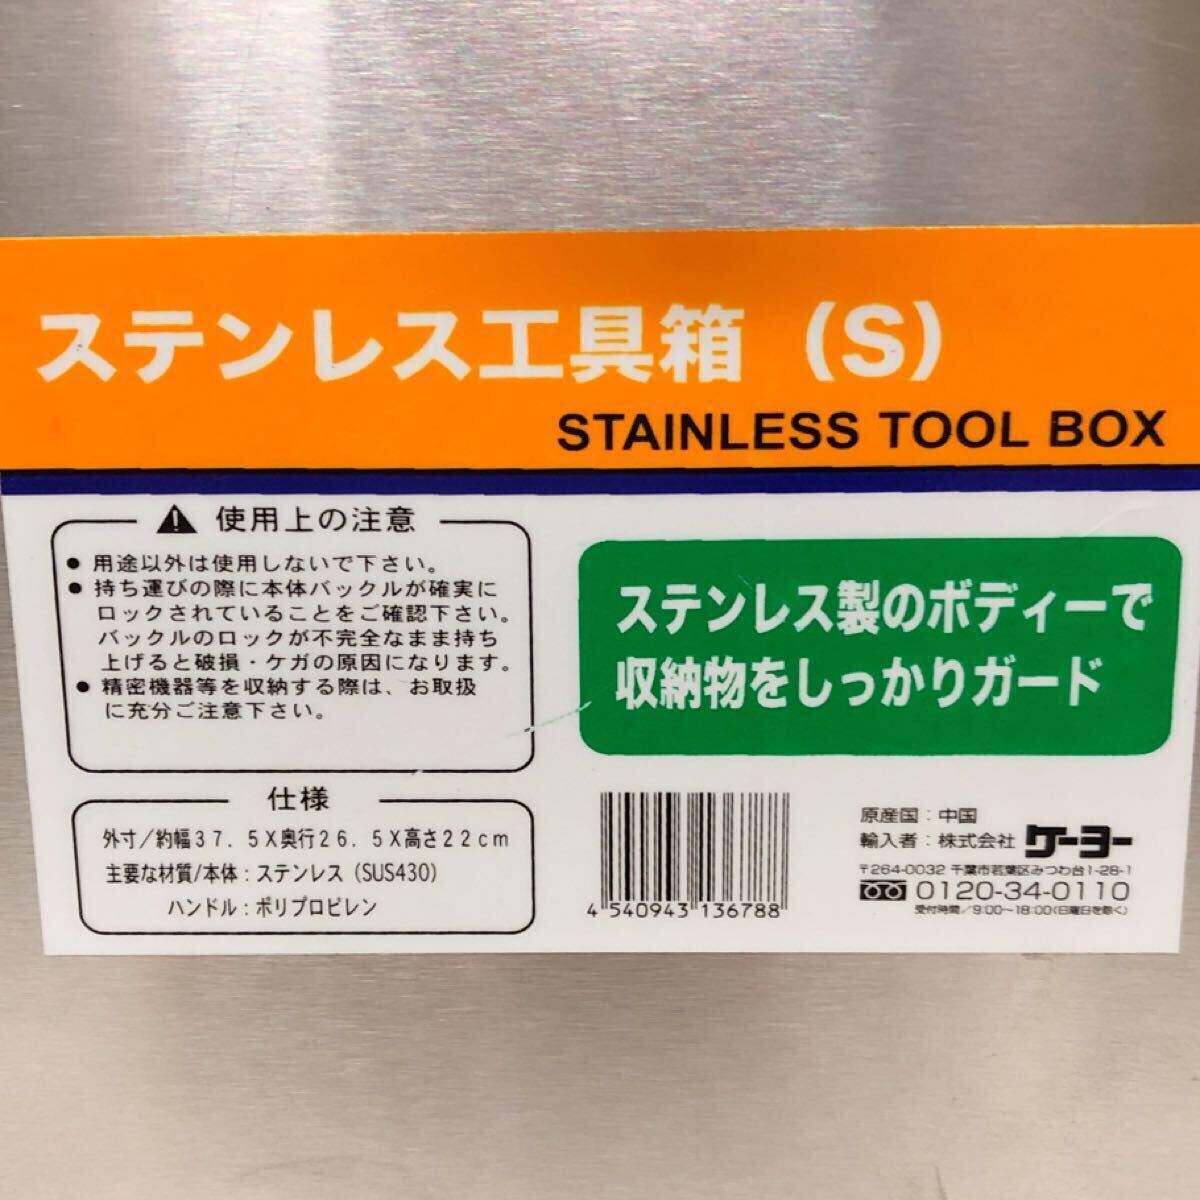 ステンレス工具箱（S）
STAINLESS TOOL BOX
使用上の注意
● 用途以外は使用しないで下さい。
● 持ち運びの際に本体バックルが確実に
ロックされていることをご確認下さい。
バックルのロックが不完全なまま持ち
上げると破損・ケガの原因になります。
● 精密機器等を収納する際は、お取扱
に充分ご注意下さい。
ステンレス製のボディーで
収納物をしっかりガード
仕様
外寸／約幅37．5X奥行26．5X高さ22cm
主要な材質/本体：ステンレス（SUS430）
ハンドル：ポリプロピレン
4 540943 136788
原産国：中国
輸入者：株式会社 ケーヨー
〒264-0032 千葉市若葉区みつわ台1-28-1
0120-34-0110
受付時間／9:00～18:00（日曜日を除く）